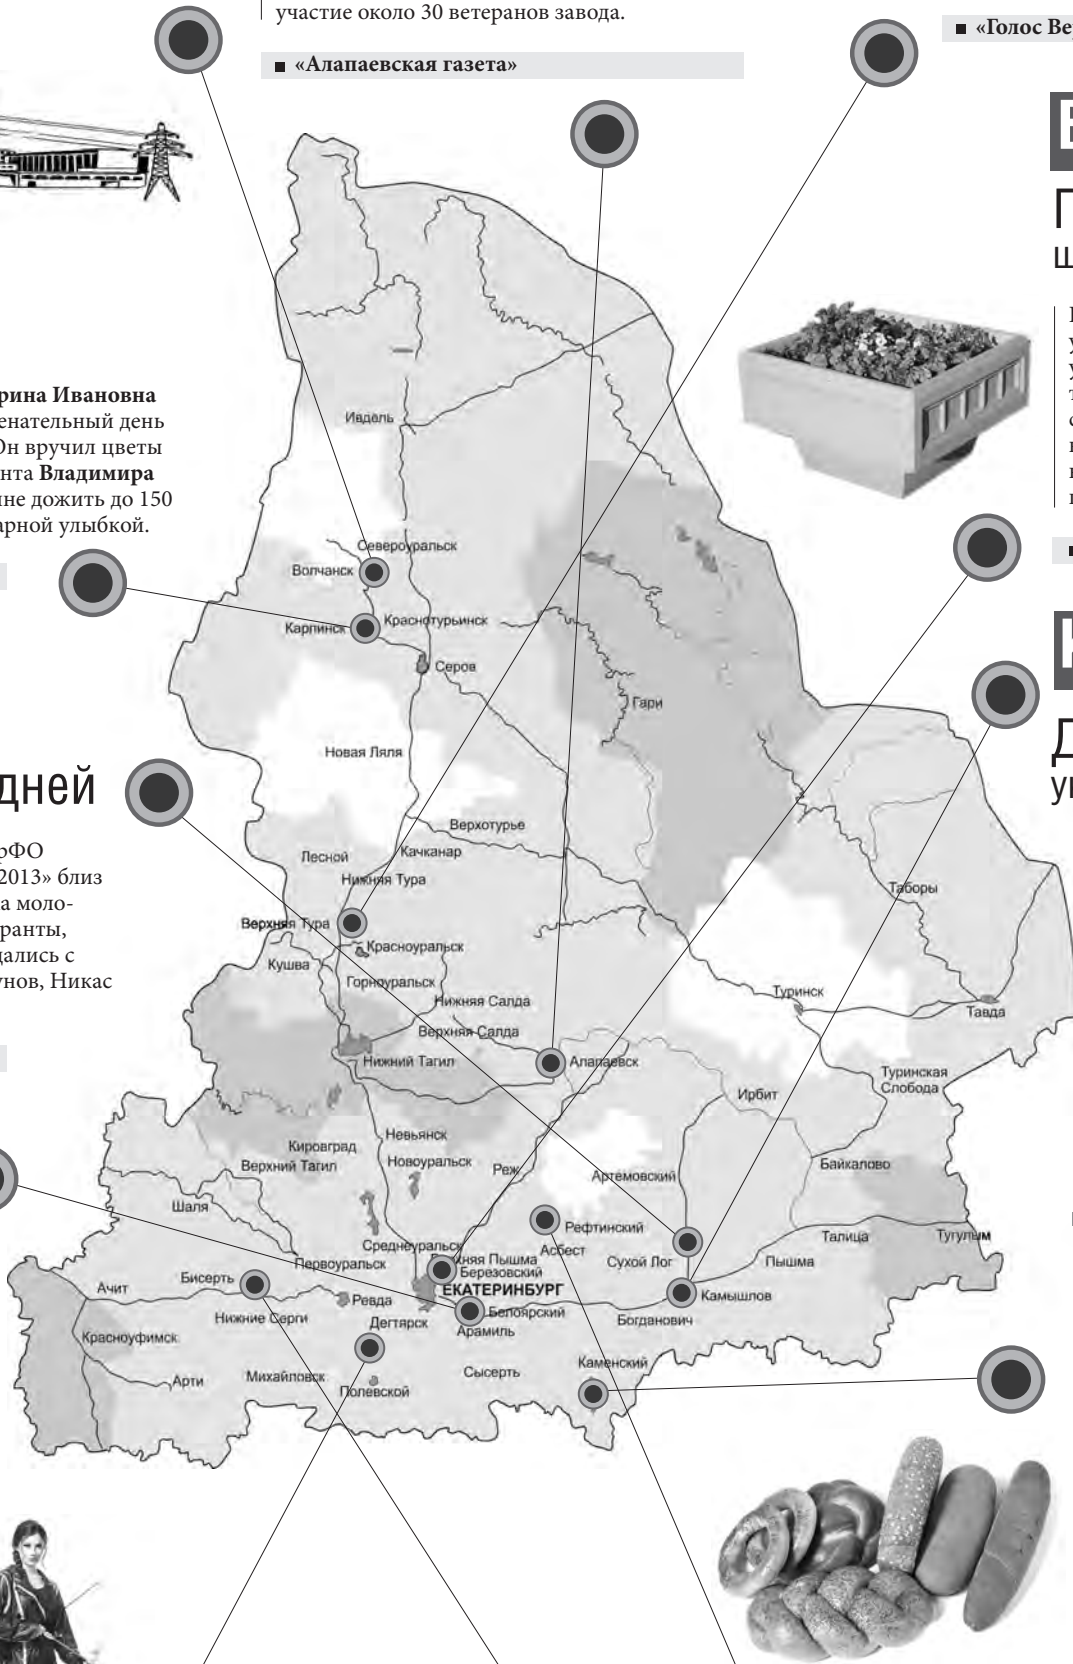 участие около 30 ветеранов завода.
■ «Алапаевская газета»
■ «Голос Ве
рина Ивановна
енательный день
Он вручил цветы
нта Владимира
не дожить до 150
арной улыбкой.
Ивдель
Североуральск
Волчанск
Краснотурьинск
Карпинск
Серов
Гари
Новая Ляля
дней
рФО
2013» близ
а моло-
ранты,
дались с
унов, Никас
Верхотурье
Качканар
Лесной
Нижняя Тура
Таборы
Верхняя Тура
Красноуральск
Кушва
Горноуральск
Нижняя Салда
Верхняя Салда
Туринск
Тавда
Нижний Тагил
Алапаевск
Туринская
Слобода
Ирбит
Невьянск
Кировград
Новоуральск
Верхний Тагил
Реж
Артёмовский
Байкалово
Шаля
Рефтинский
Асбест
Среднеуральск
хняя Пышма
Первоуральск
Березовский
Сухой Лог
Пышма
Талица
Тугулым
Ачит
Бисерть
ЕКАТЕРИНБУРГ
Камышлов
Ревда
Белоярский
Нижние Серги
Дегтярск
Арамиль
Богданович
Красноуфимск
Каменский
Сысерть
Арти
Михайловск
Полевской